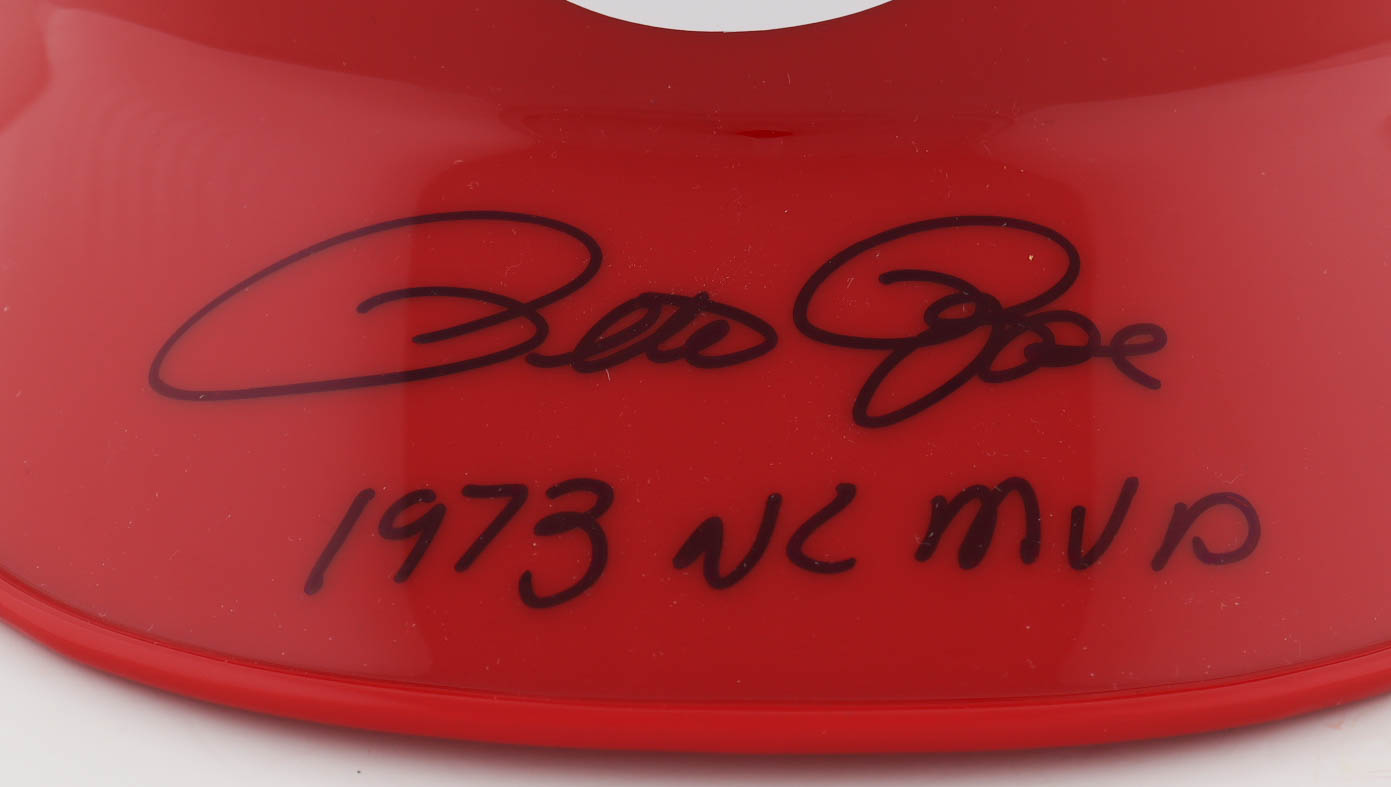 Pete Rose
1973 NL MVP